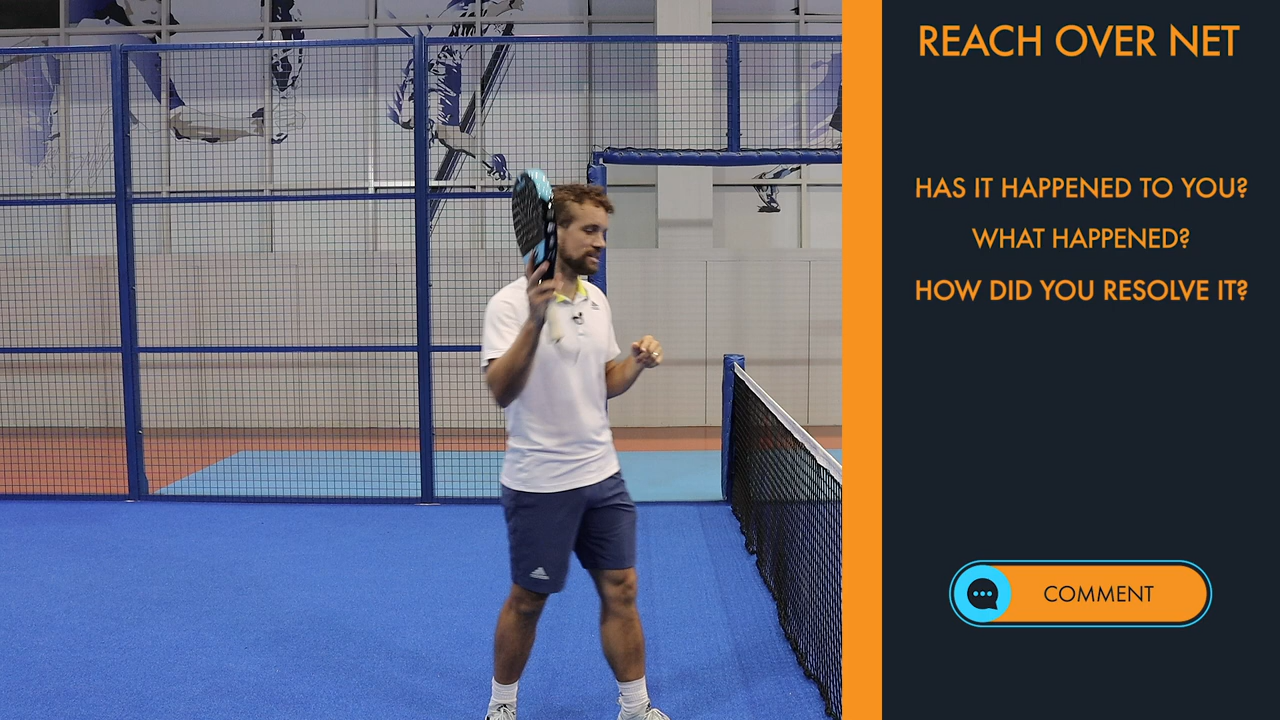 REACH OVER NET
HAS IT HAPPENED TO YOU?
WHAT HAPPENED?
HOW DID YOU RESOLVE IT?
COMMENT